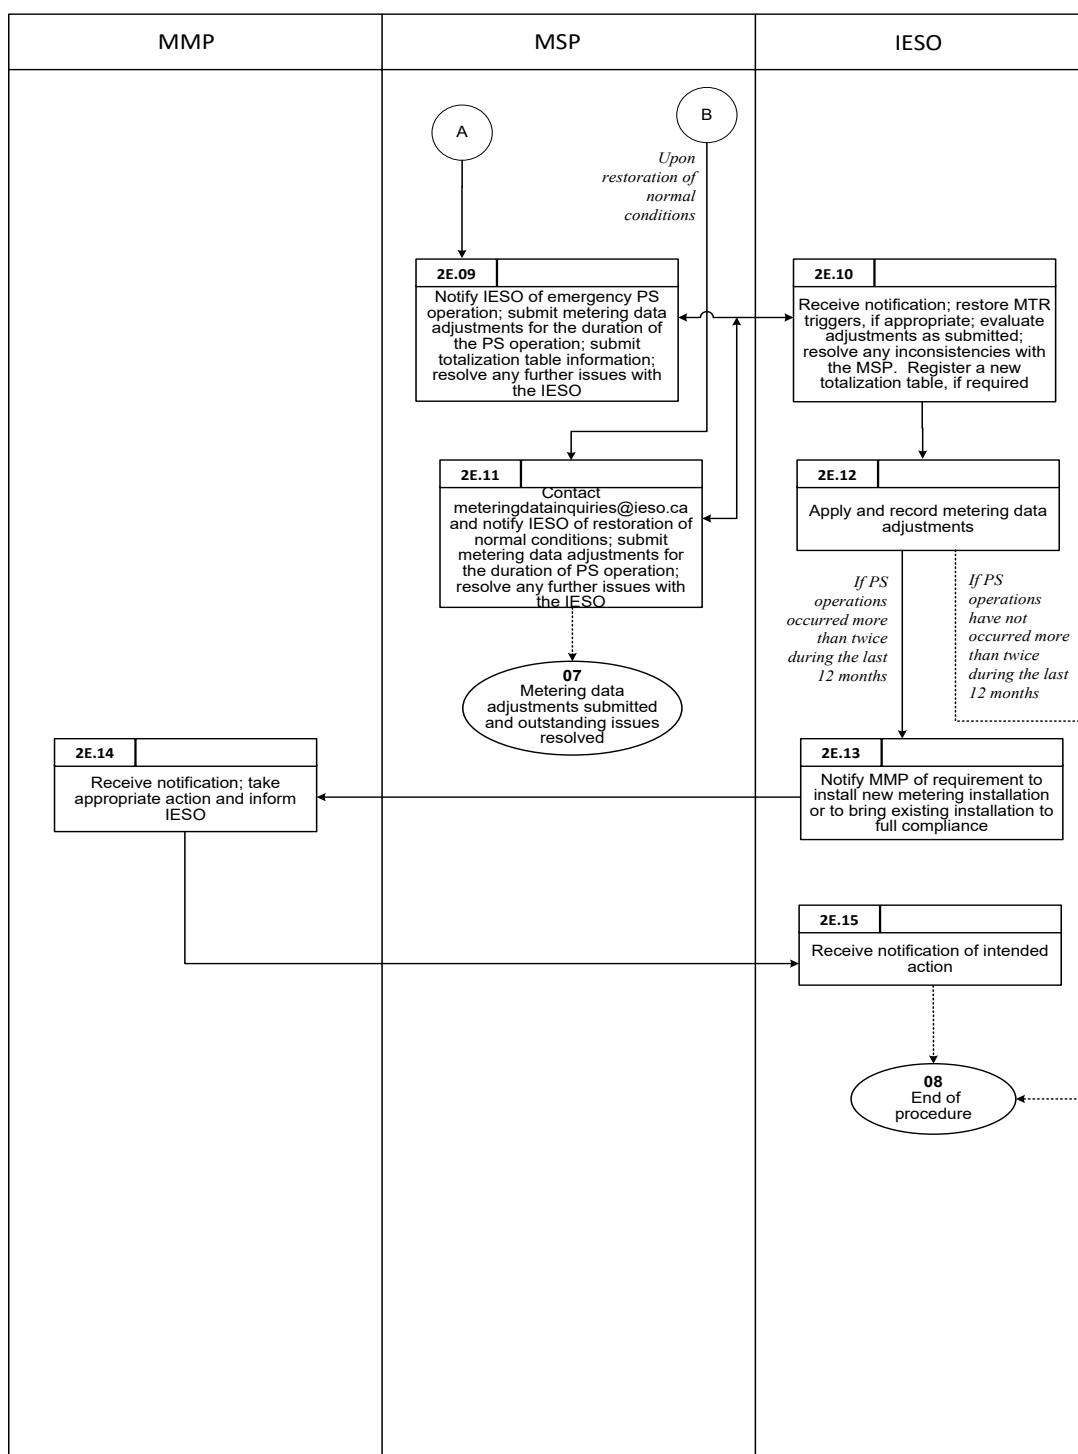 MMP
MSP
IESO
A
B
Upon
restoration of
normal
conditions
2E.09
Notify IESO of emergency PS
operation; submit metering data
adjustments for the duration of
the PS operation; submit
totalization table information;
resolve any further issues with
the IESO
2E.10
Receive notification; restore MTR
triggers, if appropriate; evaluate
adjustments as submitted;
resolve any inconsistencies with
the MSP.  Register a new
totalization table, if required
2E.11
Contact
meteringdatainquiries@ieso.ca
and notify IESO of restoration of
normal conditions; submit
metering data adjustments for
the duration of PS operation;
resolve any further issues with
the IESO
2E.12
Apply and record metering data
adjustments
If PS
operations
occurred more
than twice
during the last
12 months
If PS
operations
have not
occurred more
than twice
during the last
12 months
07
Metering data
adjustments submitted
and outstanding issues
resolved
2E.14
Receive notification; take
appropriate action and inform
IESO
2E.13
Notify MMP of requirement to
install new metering installation
or to bring existing installation to
full compliance
2E.15
Receive notification of intended
action
08
End of
procedure